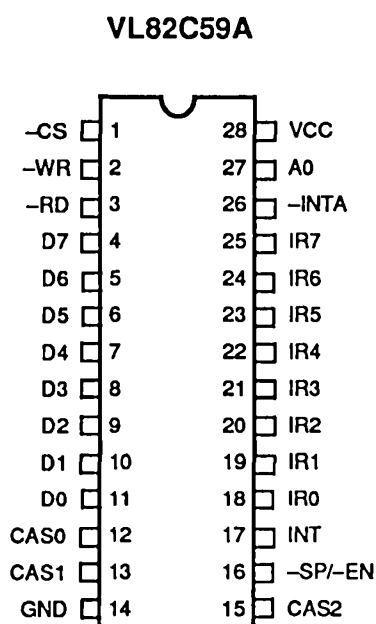 VL82C59A
–CS 1 28 VCC
–WR 2 27 A0
–RD 3 26 –INTA
D7 4 25 IR7
D6 5 24 IR6
D5 6 23 IR5
D4 7 22 IR4
D3 8 21 IR3
D2 9 20 IR2
D1 10 19 IR1
D0 11 18 IR0
CAS0 12 17 INT
CAS1 13 16 –SP/–EN
GND 14 15 CAS2